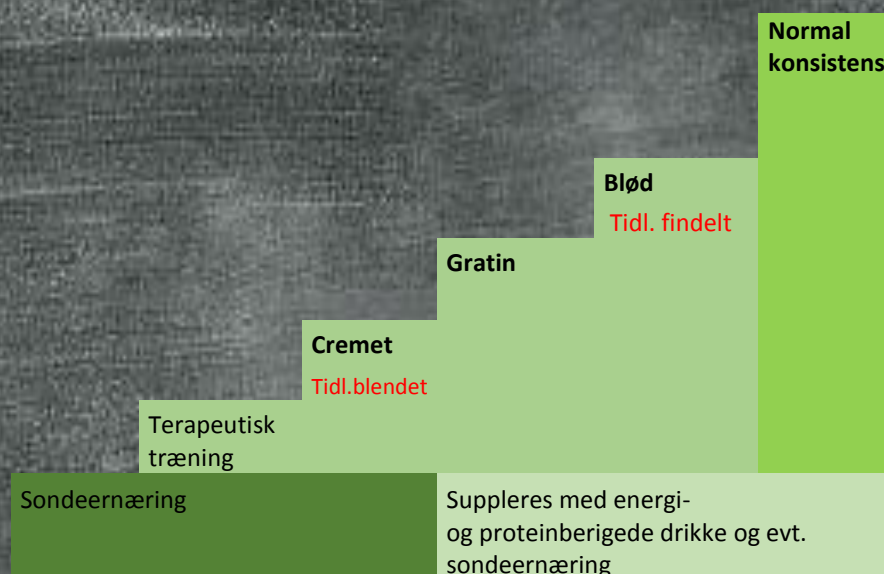 Normal
konsistens
Blød
Tidl. findelt
Gratin
Cremet
Tidl.blendet
Terapeutisk
træning
Sondeernæring
Suppleres med energi-
og proteinberigede drikke og evt.
sondeernæring